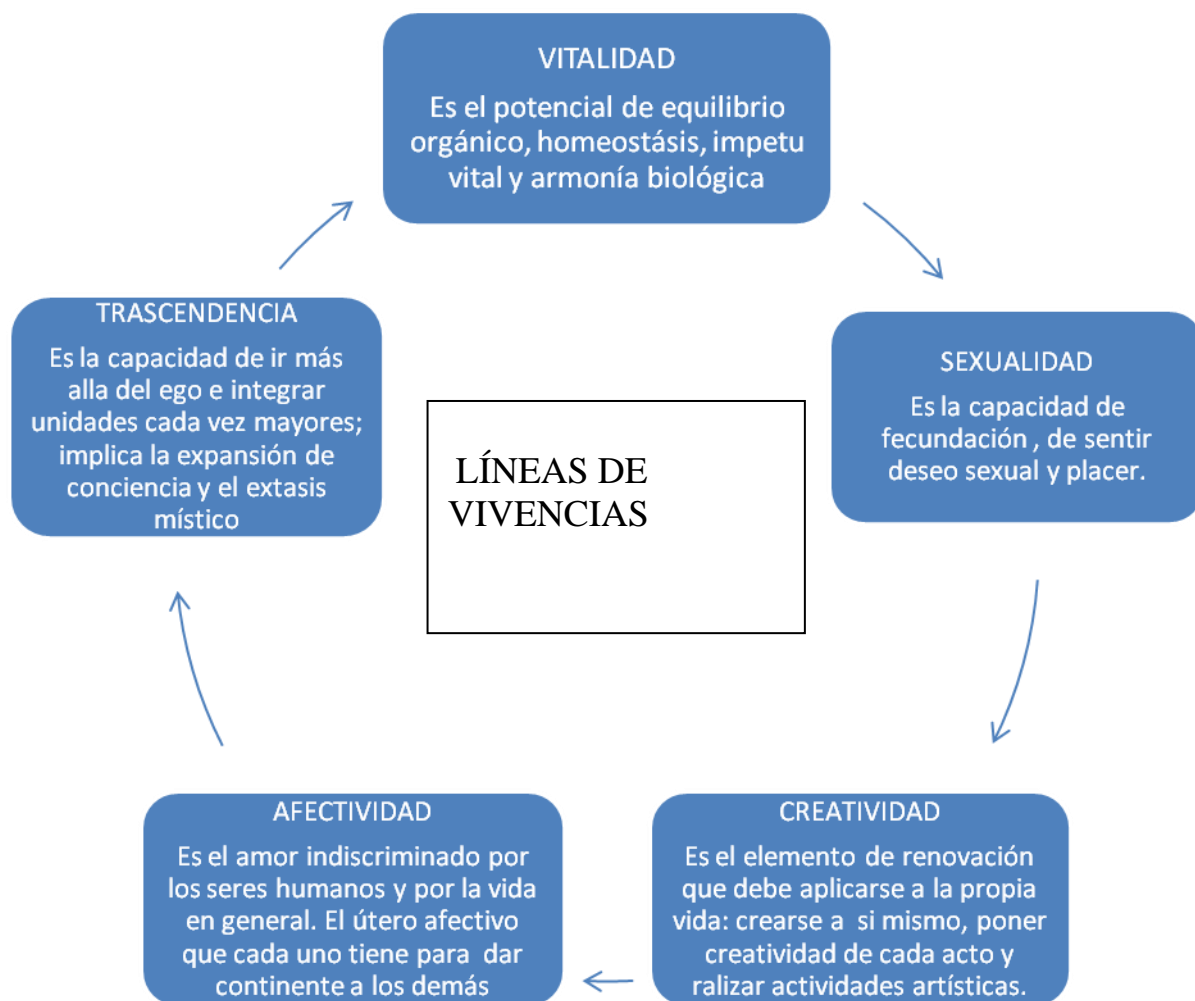 VITALIDAD
Es el potencial de equilibrio
orgánico, homeostásis, impetu
vital y armonía biológica
SEXUALIDAD
Es la capacidad de
fecundación , de sentir
deseo sexual y placer.
CREATIVIDAD
Es el elemento de renovación
que debe aplicarse a la propia
vida: crearse a si mismo, poner
creatividad de cada acto y
ralizar actividades artísticas.
AFECTIVIDAD
Es el amor indiscriminado por
los seres humanos y por la vida
en general. El útero afectivo
que cada uno tiene para dar
continente a los demás
TRASCENDENCIA
Es la capacidad de ir más
alla del ego e integrar
unidades cada vez mayores;
implica la expansión de
conciencia y el extasis
místico
LÍNEAS DE
VIVENCIAS